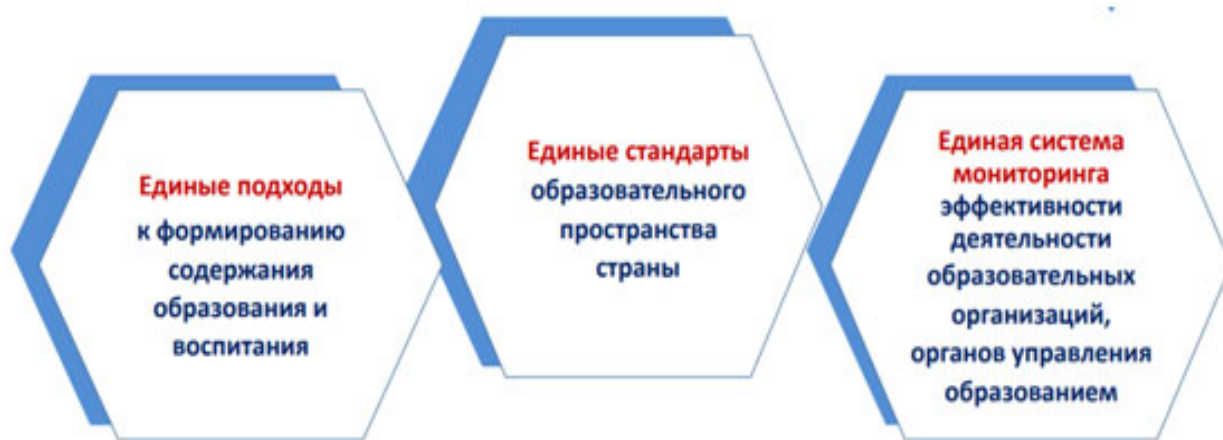 Единые подходы
к формированию
содержания
образования и
воспитания
Единые стандарты
образовательного
пространства
страны
Единая система
мониторинга
эффективности
деятельности
образовательных
организаций,
органов управления
образованием